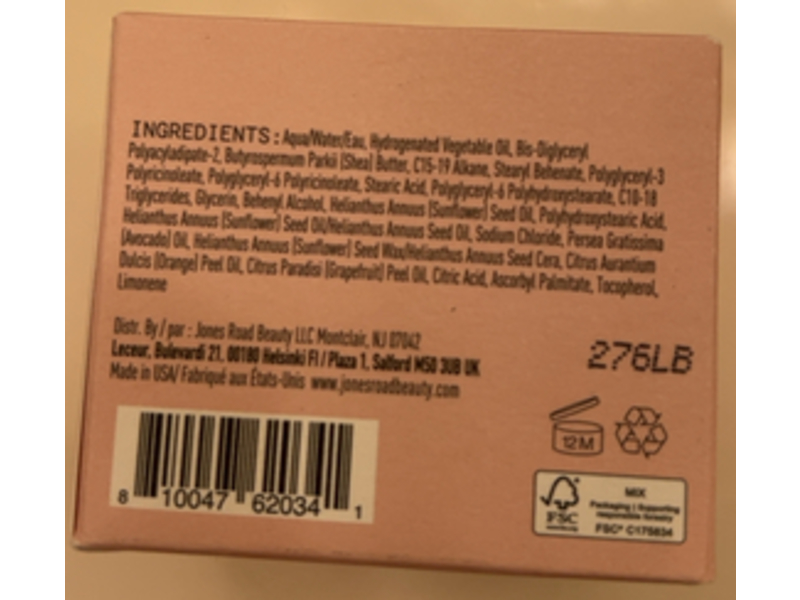 INGREDIENTS: Aqua/Water/Eau, Hydrogenated Vegetable Oil, Bis-Diglyceryl
Polyacyladipate-2, Butyrospermum Parkii (Shea) Butter, C15-19 Alkane, Stearyl Behenate, Polyglyceryl-3
Polyricinoleate, Polyglyceryl-6 Polyricinoleate, Stearic Acid, Polyglyceryl-6 Polyhydroxystearate, C10-18
Triglycerides, Glycerin, Behenyl Alcohol, Helianthus Annuus (Sunflower) Seed Oil, Polyhydroxystearic Acid,
Helianthus Annuus (Sunflower) Seed Oil/Helianthus Annuus Seed Oil, Sodium Chloride, Persea Gratissima
(Avocado) Oil, Helianthus Annuus (Sunflower) Seed Wax/Helianthus Annuus Seed Cera, Citrus Aurantium
Dulcis (Orange) Peel Oil, Citrus Paradisi (Grapefruit) Peel Oil, Citric Acid, Ascorbyl Palmitate, Tocopherol,
Limonene
Distr. By / par : Jones Road Beauty LLC Montclair, NJ 07042
Leceur, Bulevardi 21, 00180 Helsinki FI / Plaza 1, Salford M50 3UB UK
Made in USA/ Fabriqué aux États-Unis www.jonesroadbeauty.com
276LB
12M
8 10047 62034 1
FSC
MIX
Packaging | Supporting
responsible forestry
FSC® C175834